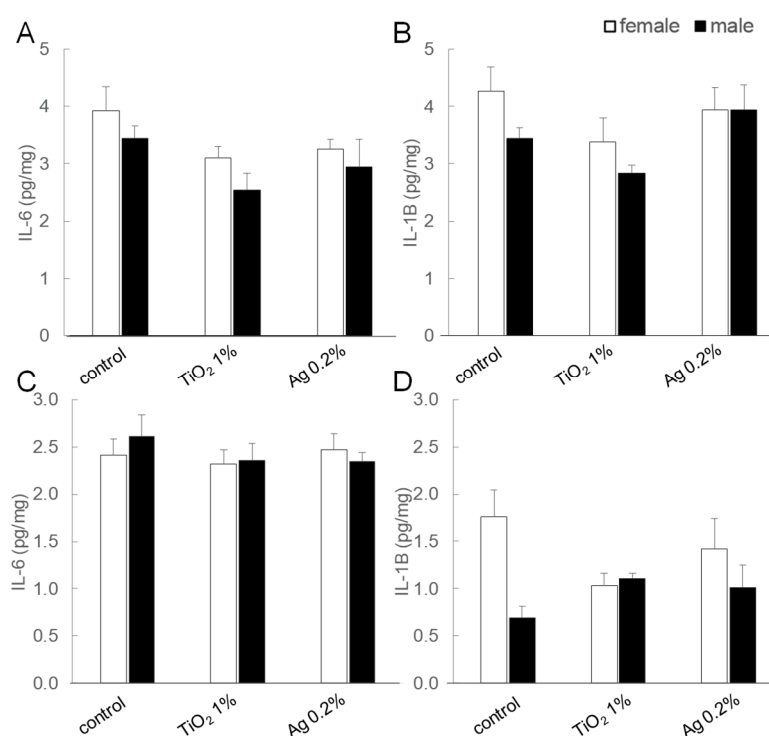 A
B
female male
5
4
3
2
1
0
IL-6 (pg/mg)
control
TiO₂ 1%
Ag 0.2%
5
4
3
2
1
0
IL-1B (pg/mg)
control
TiO₂ 1%
Ag 0.2%
C
D
3.0
2.5
2.0
1.5
1.0
0.5
0.0
IL-6 (pg/mg)
control
TiO₂ 1%
Ag 0.2%
3.0
2.5
2.0
1.5
1.0
0.5
0.0
IL-1B (pg/mg)
control
TiO₂ 1%
Ag 0.2%